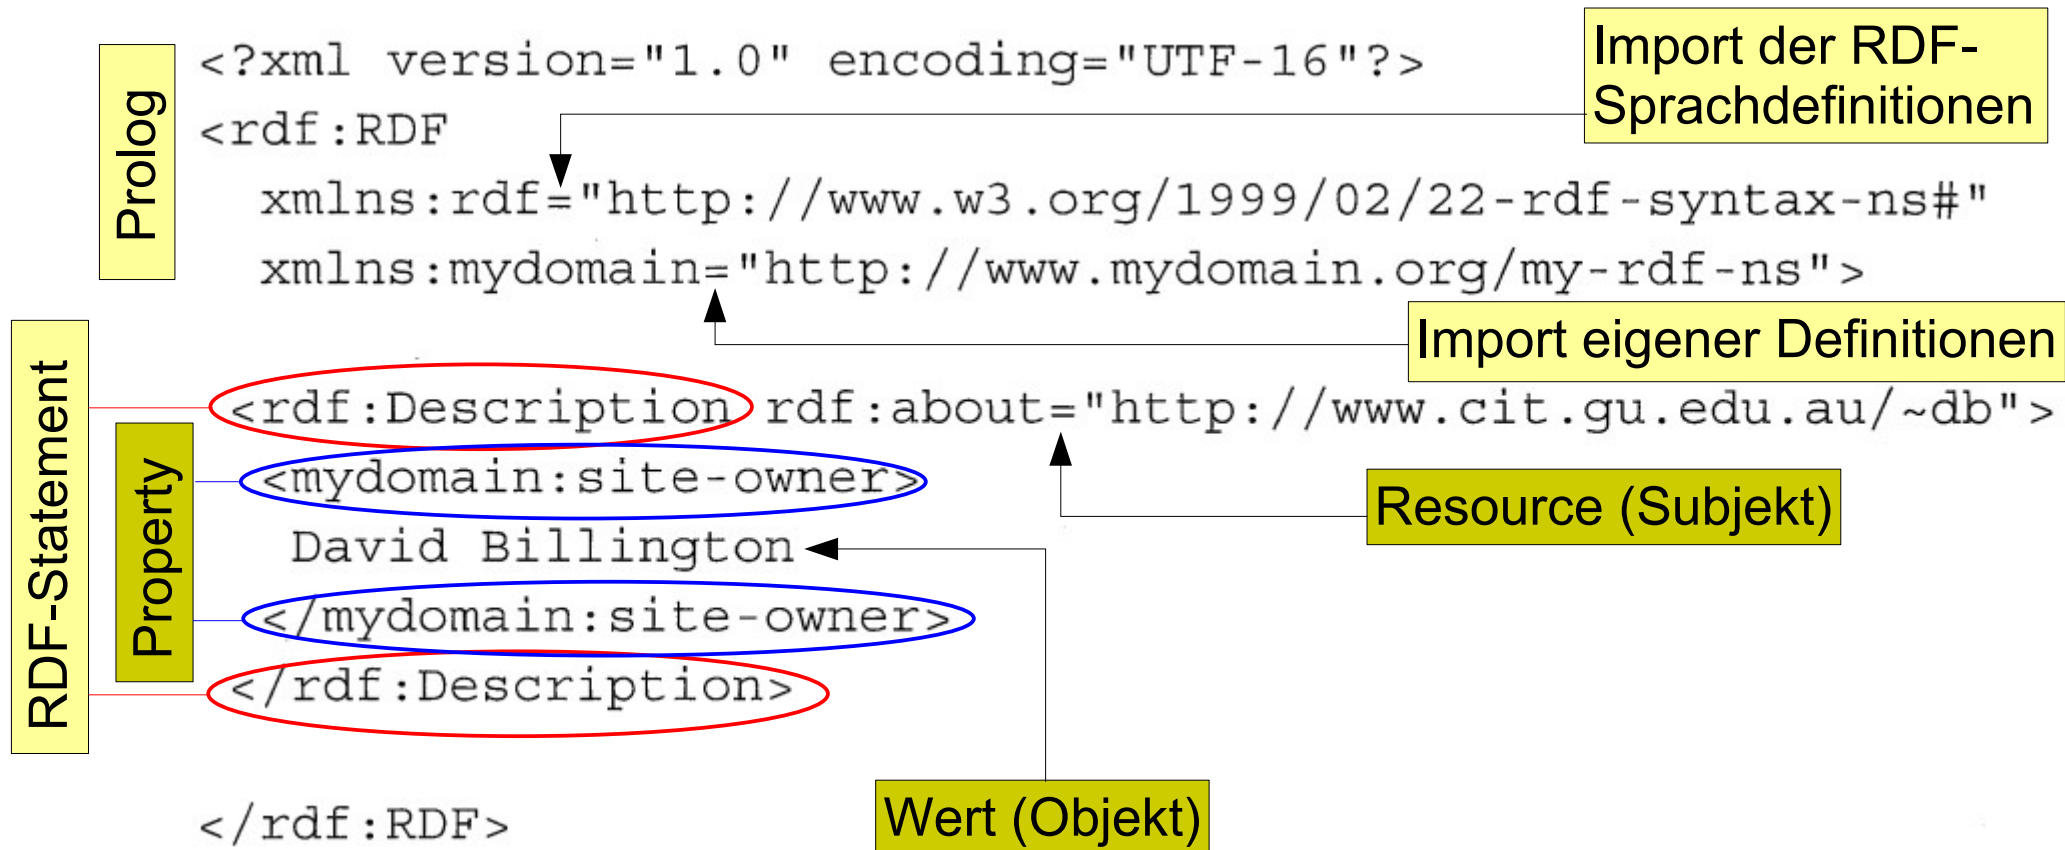 Prolog
<?xml version="1.0" encoding="UTF-16"?>
Import der RDF-
Sprachdefinitionen
<rdf:RDF
xmlns:rdf="http://www.w3.org/1999/02/22-rdf-syntax-ns#"
xmlns:mydomain="http://www.mydomain.org/my-rdf-ns">
Import eigener Definitionen
RDF-Statement
<rdf:Description rdf:about="http://www.cit.gu.edu.au/~db">
Property
<mydomain:site-owner>
Resource (Subjekt)
David Billington
</mydomain:site-owner>
</rdf:Description>
Wert (Objekt)
</rdf:RDF>